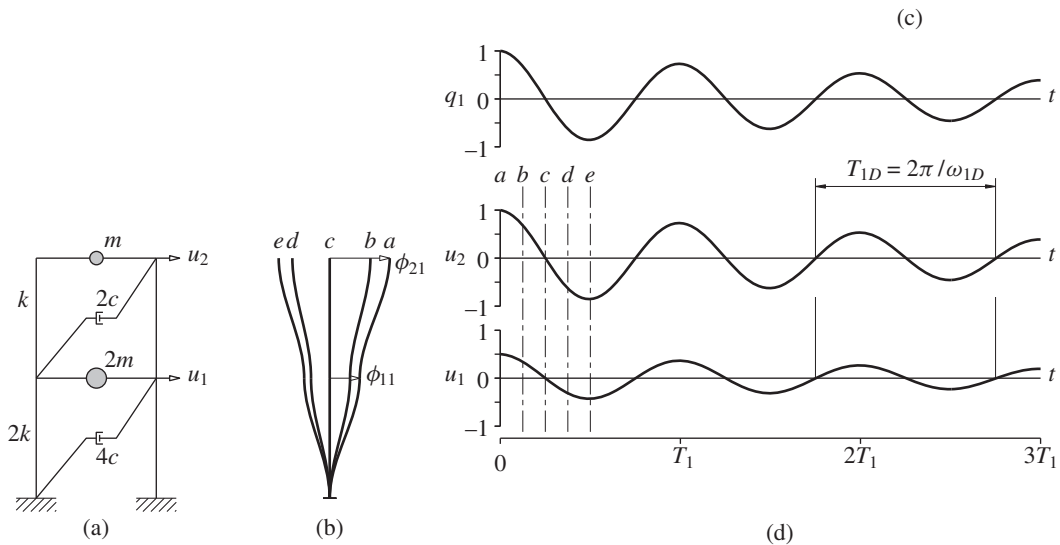 (c)
1
q1 0 t
–1
a b c d e
T1D = 2π/ω1D
1
u2 0 t
–1
1
u1 0 t
–1
0 T1 2T1 3T1
(d)
m
u2
k
2c
2m
u1
2k
4c
(a)
e d c b a
ϕ21
ϕ11
(b)